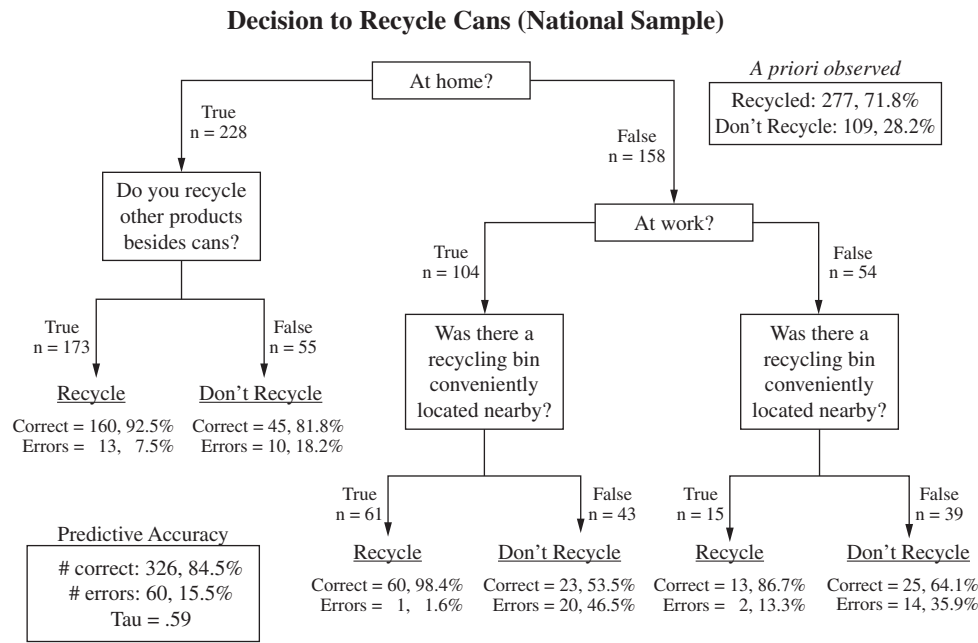 Decision to Recycle Cans (National Sample)
At home?
A priori observed
Recycled: 277, 71.8%
Don't Recycle: 109, 28.2%
True
n = 228
False
n = 158
Do you recycle
other products
besides cans?
At work?
True
n = 104
False
n = 54
True
n = 173
False
n = 55
Was there a
recycling bin
conveniently
located nearby?
Was there a
recycling bin
conveniently
located nearby?
Recycle
Correct = 160, 92.5%
Errors = 13, 7.5%
Don't Recycle
Correct = 45, 81.8%
Errors = 10, 18.2%
True
n = 61
False
n = 43
True
n = 15
False
n = 39
Recycle
Correct = 60, 98.4%
Errors = 1, 1.6%
Don't Recycle
Correct = 23, 53.5%
Errors = 20, 46.5%
Recycle
Correct = 13, 86.7%
Errors = 2, 13.3%
Don't Recycle
Correct = 25, 64.1%
Errors = 14, 35.9%
Predictive Accuracy
# correct: 326, 84.5%
# errors: 60, 15.5%
Tau = .59